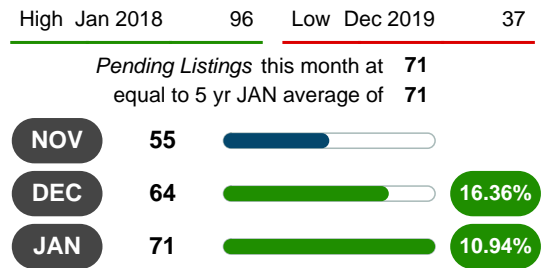 High Jan 2018 96 Low Dec 2019 37
Pending Listings this month at 71
equal to 5 yr JAN average of 71
NOV 55
DEC 64 16.36%
JAN 71 10.94%